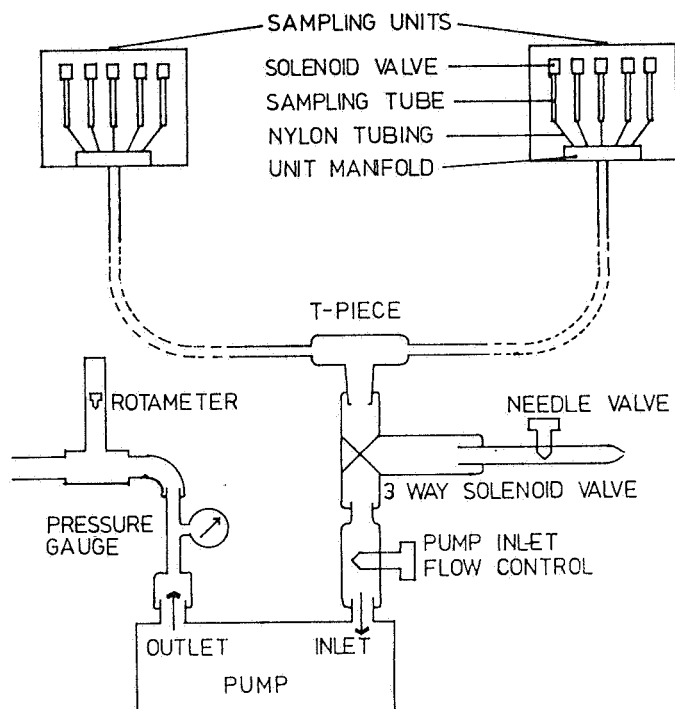 SAMPLING UNITS
SOLENOID VALVE
SAMPLING TUBE
NYLON TUBING
UNIT MANIFOLD
T-PIECE
ROTAMETER
NEEDLE VALVE
3 WAY SOLENOID VALVE
PRESSURE
GAUGE
PUMP INLET
FLOW CONTROL
OUTLET
INLET
PUMP